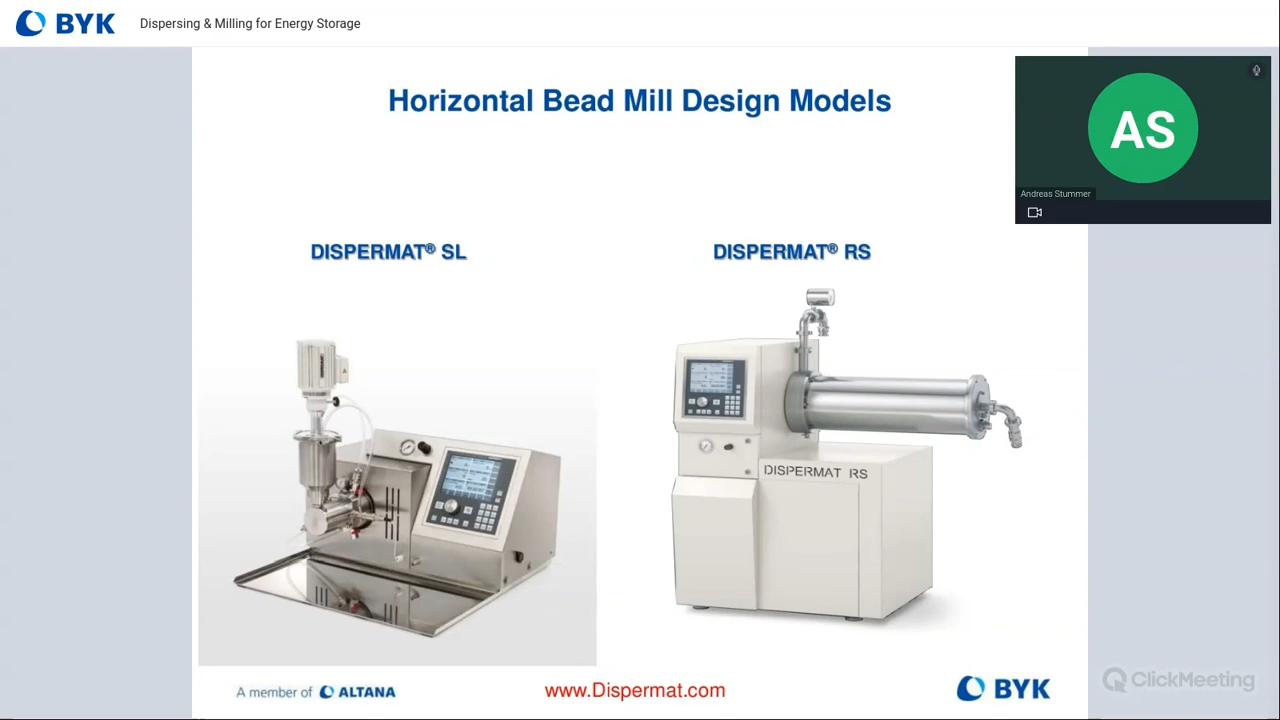 BYK
Dispersing & Milling for Energy Storage
Horizontal Bead Mill Design Models
AS
Andreas Stummer
DISPERMAT® SL
DISPERMAT® RS
DISPERMAT RS
A member of ALTANA
www.Dispermat.com
BYK
ClickMeeting